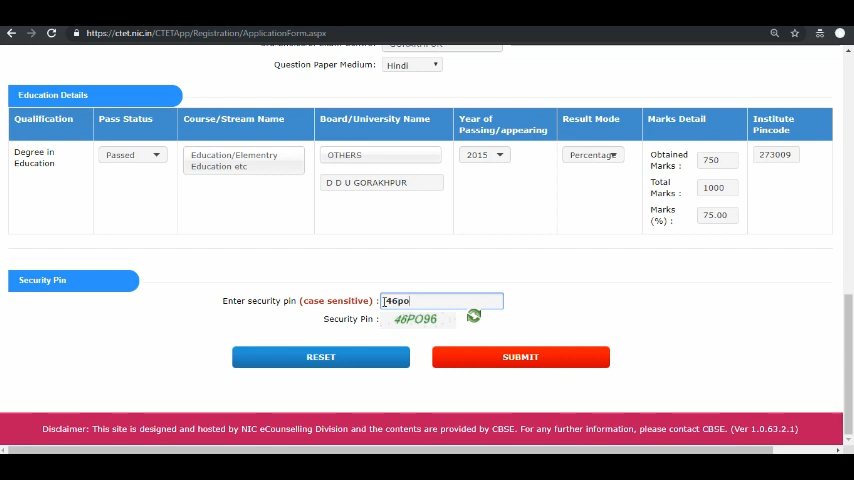 https://ctet.nic.in/CTETApp/Registration/ApplicationForm.aspx
GORAKHPUR
Question Paper Medium: Hindi
Education Details
Qualification Pass Status Course/Stream Name Board/University Name Year of Passing/appearing Result Mode Marks Detail Institute Pincode
Degree in Education Passed Education/Elementry Education etc OTHERS 2015 Percentage Obtained Marks : 750 273009
D D U GORAKHPUR
Total Marks : 1000
Marks (%) : 75.00
Security Pin
Enter security pin (case sensitive) : 46po
Security Pin : 46PO96
RESET SUBMIT
Disclaimer: This site is designed and hosted by NIC eCounselling Division and the contents are provided by CBSE. For any further information, please contact CBSE. (Ver 1.0.63.2.1)